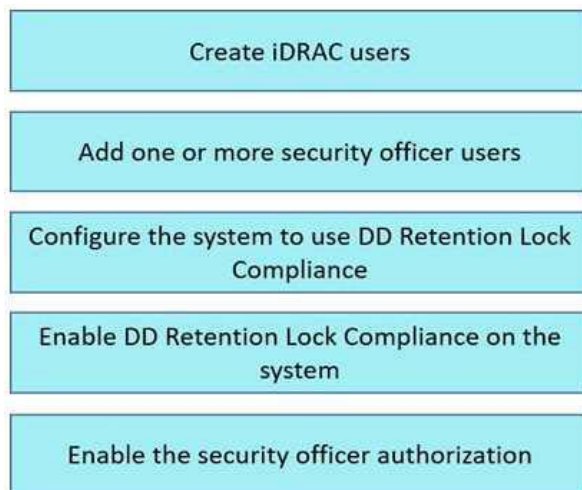 Create iDRAC users
Add one or more security officer users
Configure the system to use DD Retention Lock
Compliance
Enable DD Retention Lock Compliance on the
system
Enable the security officer authorization